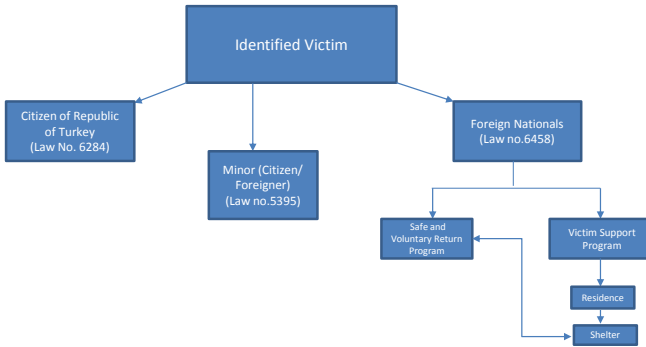 Identified Victim
Citizen of Republic
of Turkey
(Law No. 6284)
Minor (Citizen/
Foreigner)
(Law no.5395)
Foreign Nationals
(Law no.6458)
Safe and
Voluntary Return
Program
Victim Support
Program
Residence
Shelter